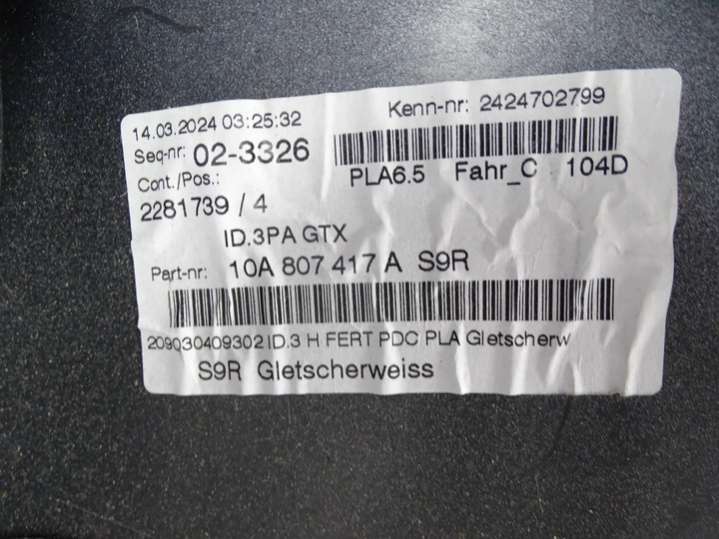 14.03.2024 03:25:32
Kenn-nr: 2424702799
Seq-nr: 02-3326
PLA6.5 Fahr_C 104D
Cont./Pos.:
2281739 / 4
ID.3PA GTX
Part-nr: 10A 807 417 A S9R
209030409302 ID.3 H FERT PDC PLA Gletscherw
S9R Gletscherweiss